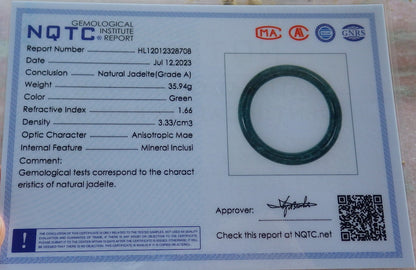 NQTC GEMOLOGICAL
INSTITUTE
REPORT
MA
GNRS
Report Number HL12012328708
Date Jul 12.2023
Conclusion Natural Jadeite(Grade A)
Weight 35.94g
Color Green
Refractive Index 1.66
Density 3.33/cm3
Optic Character Anisotropic Mae
Internal Feature Mineral Inclusi
Comment:
Gemological tests correspond to the charact
eristics of natural jadeite.
Approver:
Check this report at NQTC.net